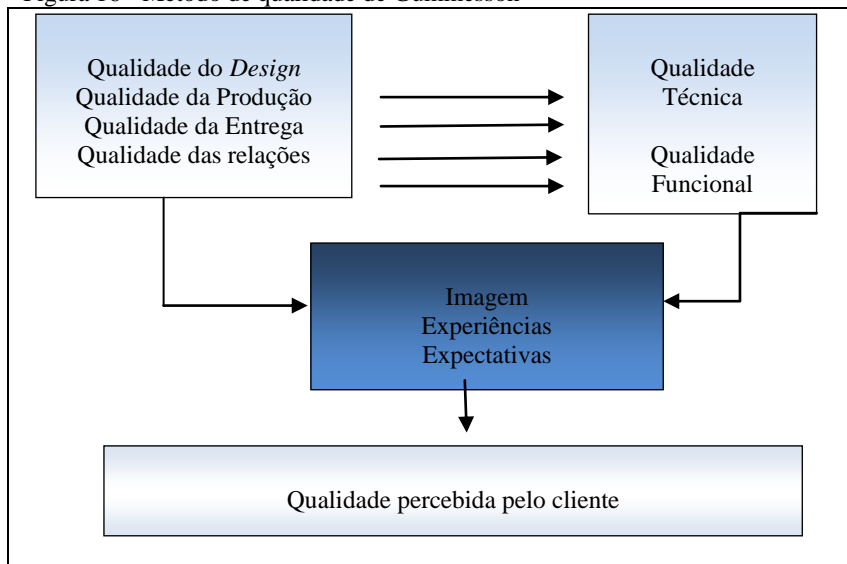 Qualidade do Design
Qualidade da Produção
Qualidade da Entrega
Qualidade das relações
Qualidade
Técnica
Qualidade
Funcional
Imagem
Experiências
Expectativas
Qualidade percebida pelo cliente